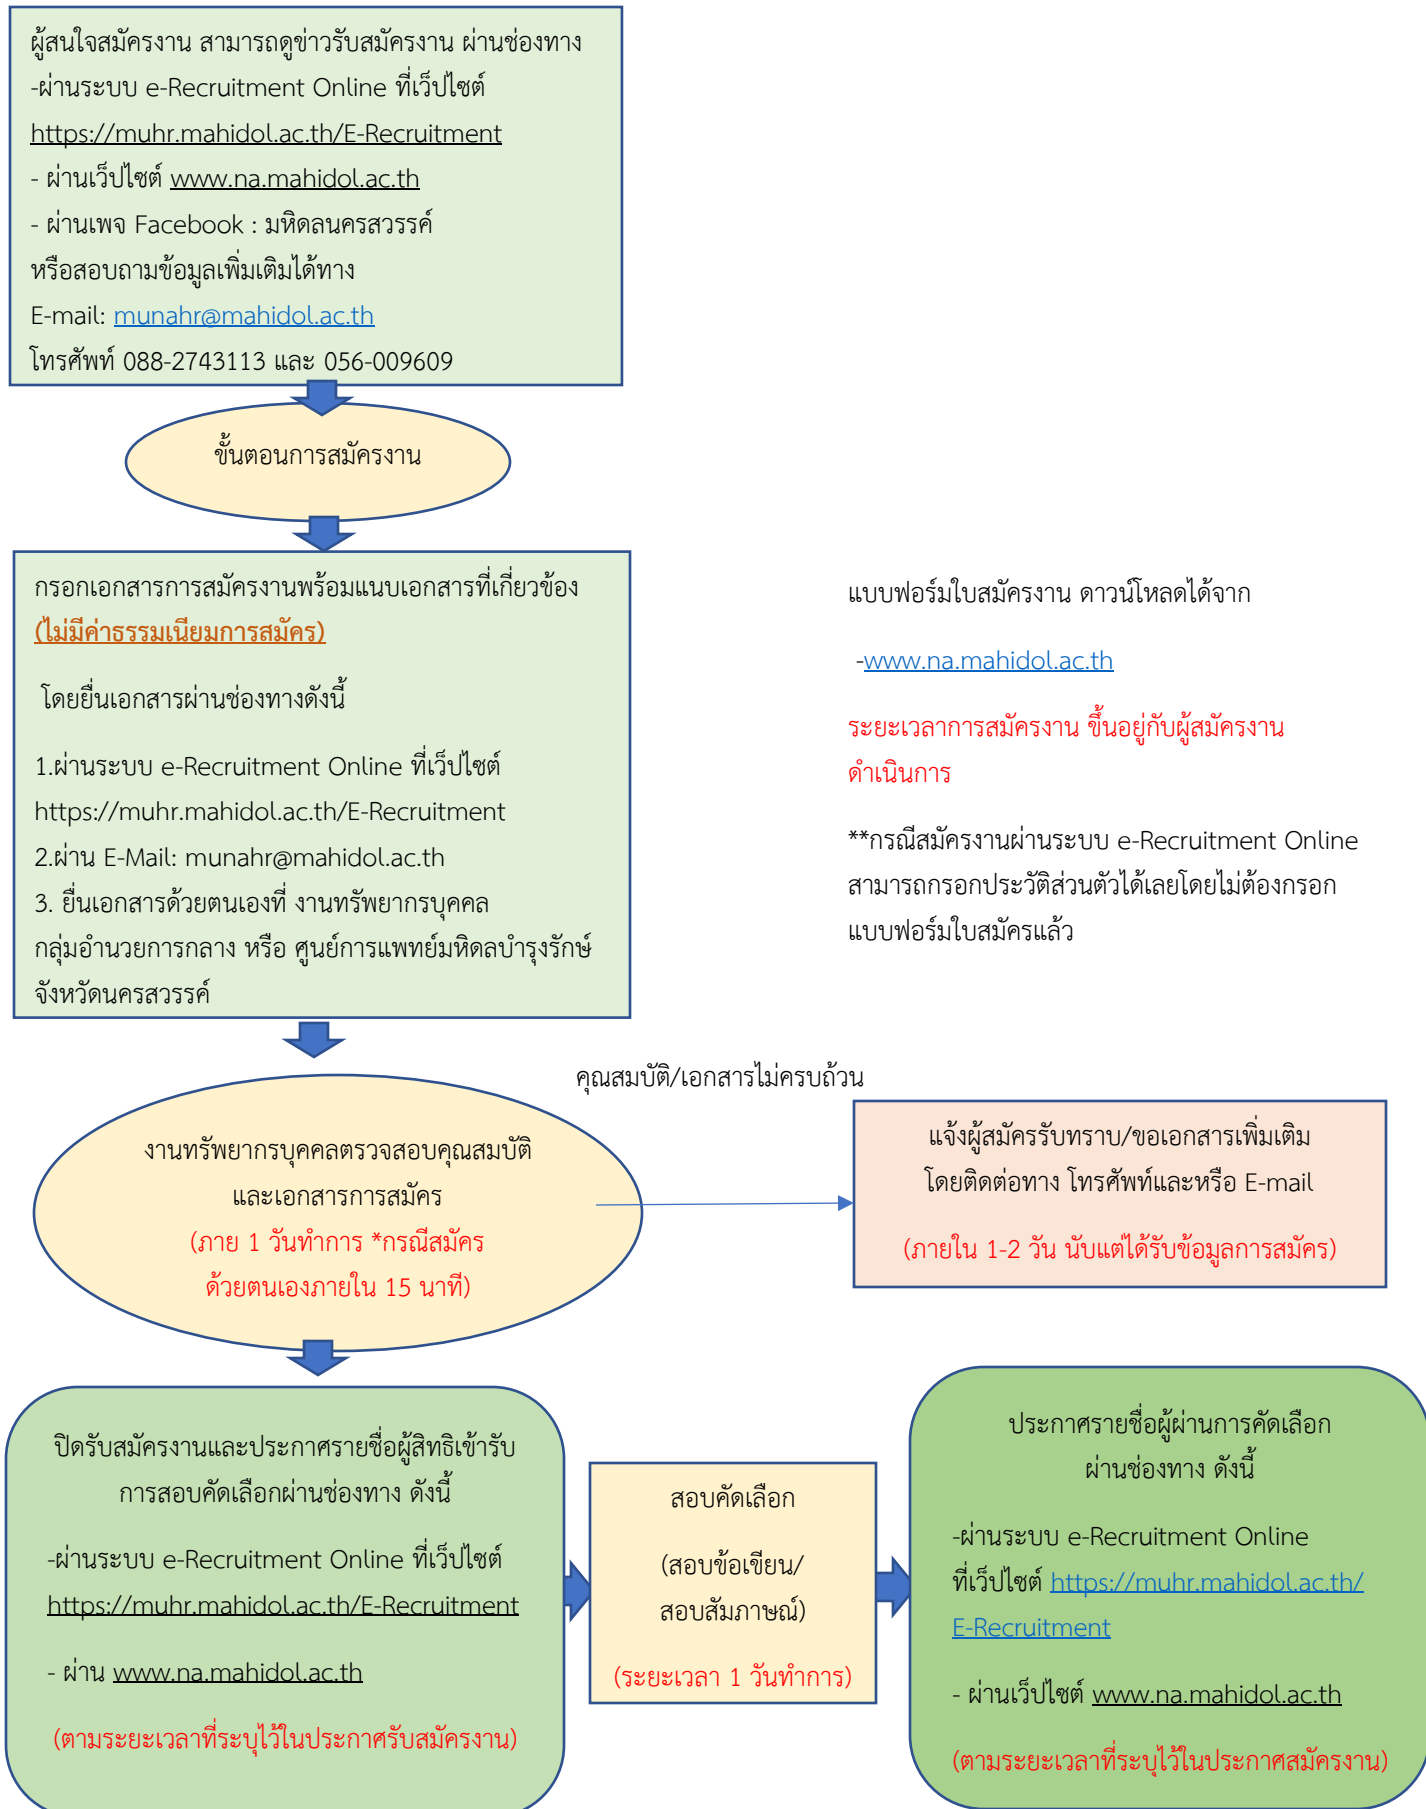 ผู้สนใจสมัครงาน สามารถดูข่าวรับสมัครงาน ผ่านช่องทาง
-ผ่านระบบ e-Recruitment Online ที่เว็ปไซต์
https://muhr.mahidol.ac.th/E-Recruitment
- ผ่านเว็ปไซต์ www.na.mahidol.ac.th
- ผ่านเพจ Facebook : มหิดลนครสวรรค์
หรือสอบถามข้อมูลเพิ่มเติมได้ทาง
E-mail: munahr@mahidol.ac.th
โทรศัพท์ 088-2743113 และ 056-009609
ขั้นตอนการสมัครงาน
กรอกเอกสารการสมัครงานพร้อมแนบเอกสารที่เกี่ยวข้อง
(ไม่มีค่าธรรมเนียมการสมัคร)
โดยยื่นเอกสารผ่านช่องทางดังนี้
1.ผ่านระบบ e-Recruitment Online ที่เว็ปไซต์
https://muhr.mahidol.ac.th/E-Recruitment
2.ผ่าน E-Mail: munahr@mahidol.ac.th
3. ยื่นเอกสารด้วยตนเองที่ งานทรัพยากรบุคคล
กลุ่มอำนวยการกลาง หรือ ศูนย์การแพทย์มหิดลบำรุงรักษ์
จังหวัดนครสวรรค์
แบบฟอร์มใบสมัครงาน ดาวน์โหลดได้จาก
-www.na.mahidol.ac.th
ระยะเวลาการสมัครงาน ขึ้นอยู่กับผู้สมัครงาน
ดำเนินการ
**กรณีสมัครงานผ่านระบบ e-Recruitment Online
สามารถกรอกประวัติส่วนตัวได้เลยโดยไม่ต้องกรอก
แบบฟอร์มใบสมัครแล้ว
คุณสมบัติ/เอกสารไม่ครบถ้วน
งานทรัพยากรบุคคลตรวจสอบคุณสมบัติ
และเอกสารการสมัคร
(ภาย 1 วันทำการ *กรณีสมัคร
ด้วยตนเองภายใน 15 นาที)
แจ้งผู้สมัครรับทราบ/ขอเอกสารเพิ่มเติม
โดยติดต่อทาง โทรศัพท์และหรือ E-mail
(ภายใน 1-2 วัน นับแต่ได้รับข้อมูลการสมัคร)
ปิดรับสมัครงานและประกาศรายชื่อผู้สิทธิเข้ารับ
การสอบคัดเลือกผ่านช่องทาง ดังนี้
-ผ่านระบบ e-Recruitment Online ที่เว็ปไซต์
https://muhr.mahidol.ac.th/E-Recruitment
- ผ่าน www.na.mahidol.ac.th
(ตามระยะเวลาที่ระบุไว้ในประกาศรับสมัครงาน)
สอบคัดเลือก
(สอบข้อเขียน/
สอบสัมภาษณ์)
(ระยะเวลา 1 วันทำการ)
ประกาศรายชื่อผู้ผ่านการคัดเลือก
ผ่านช่องทาง ดังนี้
-ผ่านระบบ e-Recruitment Online
ที่เว็ปไซต์ https://muhr.mahidol.ac.th/
E-Recruitment
- ผ่านเว็ปไซต์ www.na.mahidol.ac.th
(ตามระยะเวลาที่ระบุไว้ในประกาศสมัครงาน)